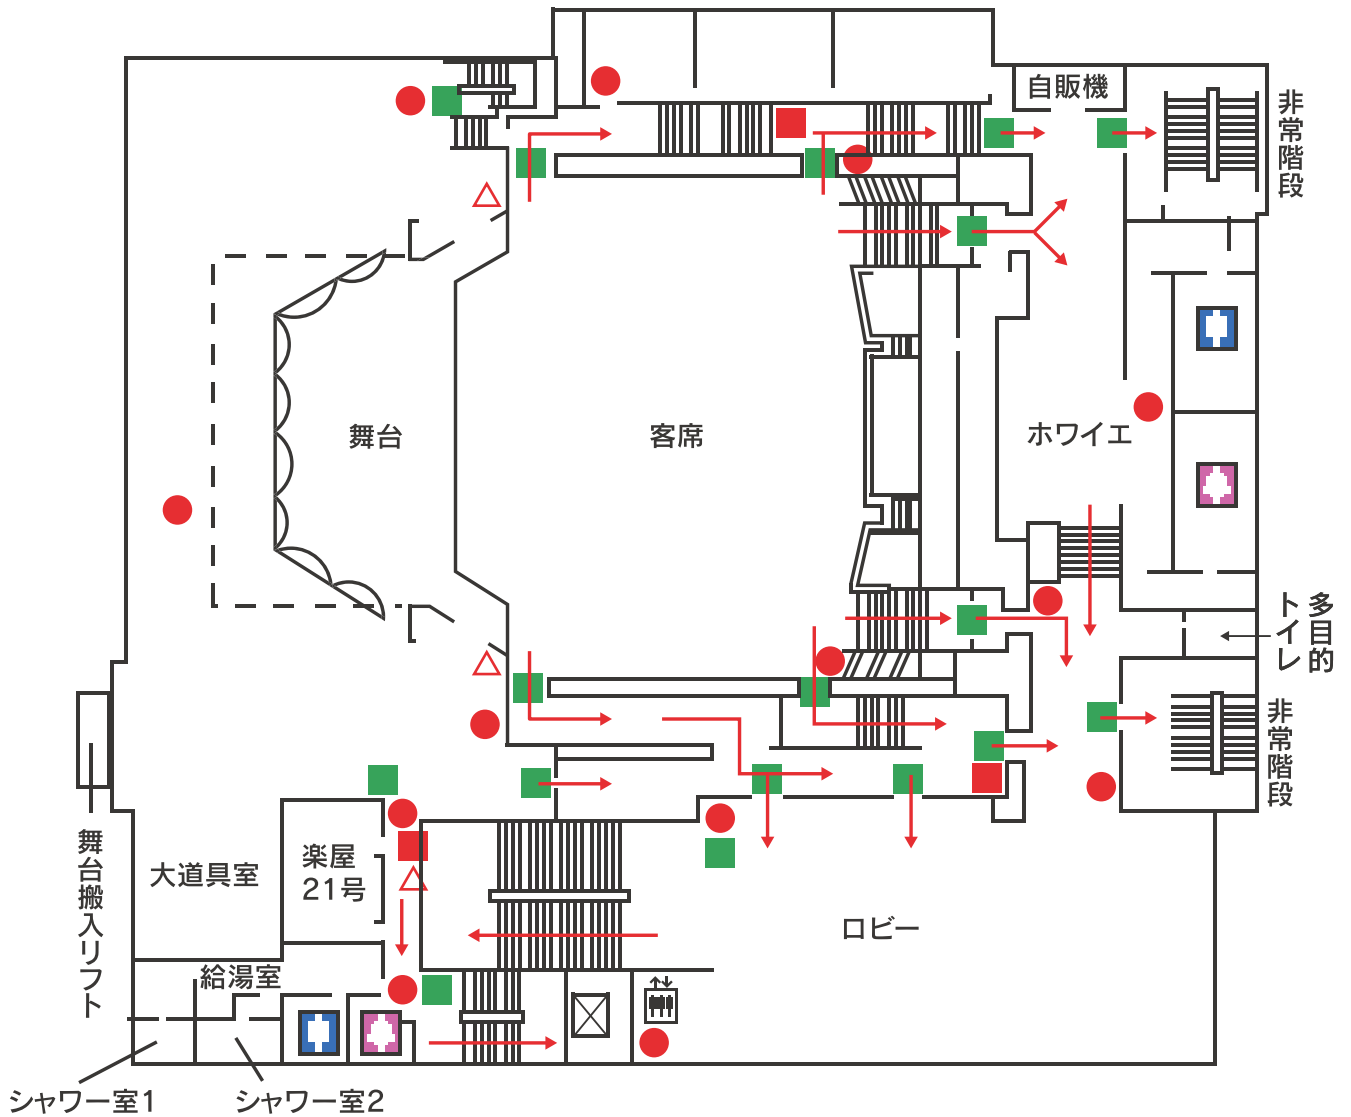 自販機
非常階段
舞台
客席
ホワイエ
多目的
トイレ
非常階段
舞台搬入リフト
大道具室
楽屋
21号
ロビー
給湯室
シャワー室1
シャワー室2